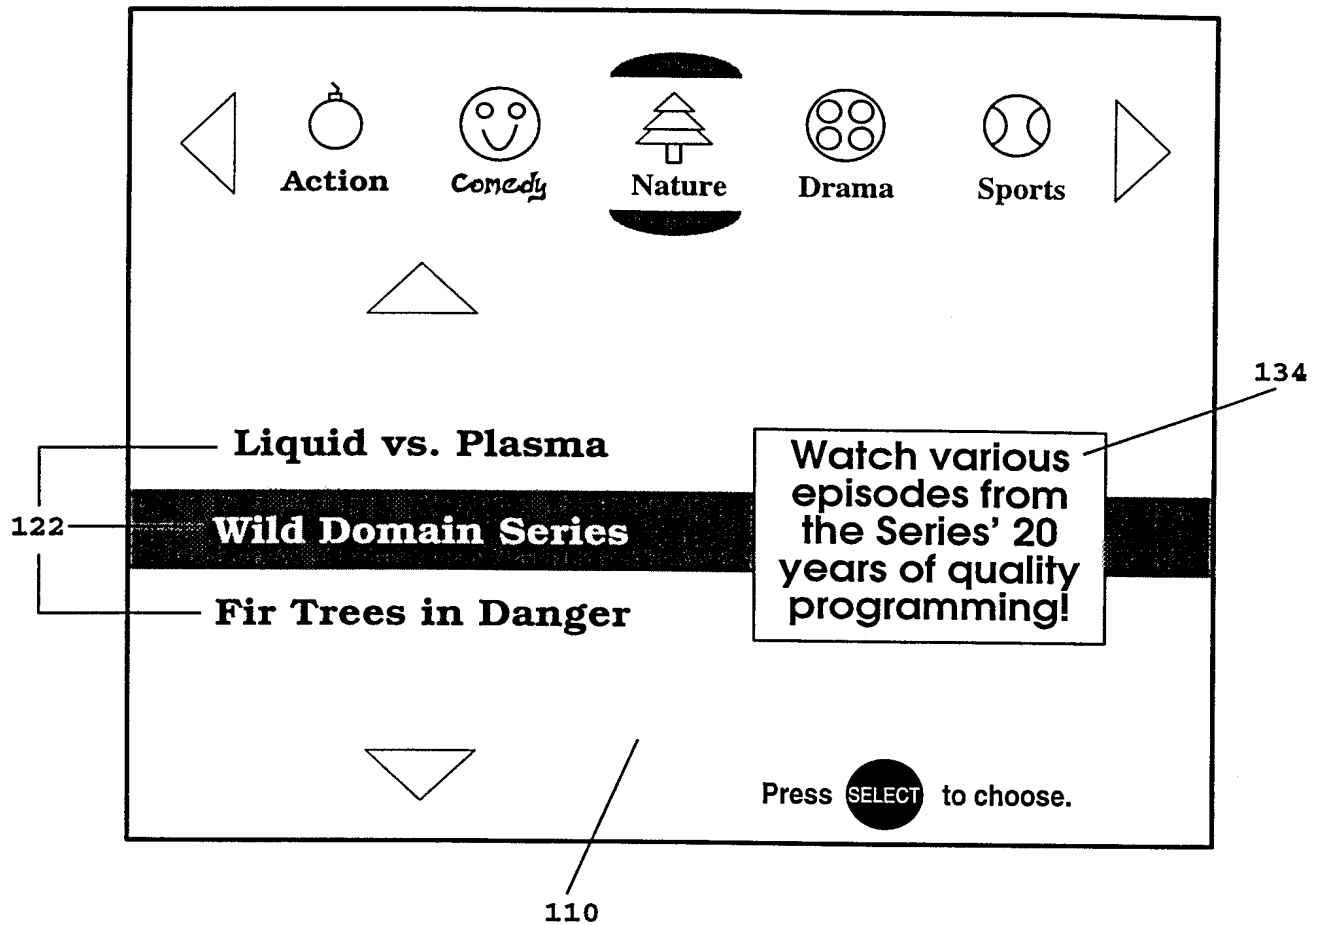 Action
Comedy
Nature
Drama
Sports
134
Liquid vs. Plasma
122
Wild Domain Series
Fir Trees in Danger
Watch various
episodes from
the Series' 20
years of quality
programming!
Press SELECT to choose.
110